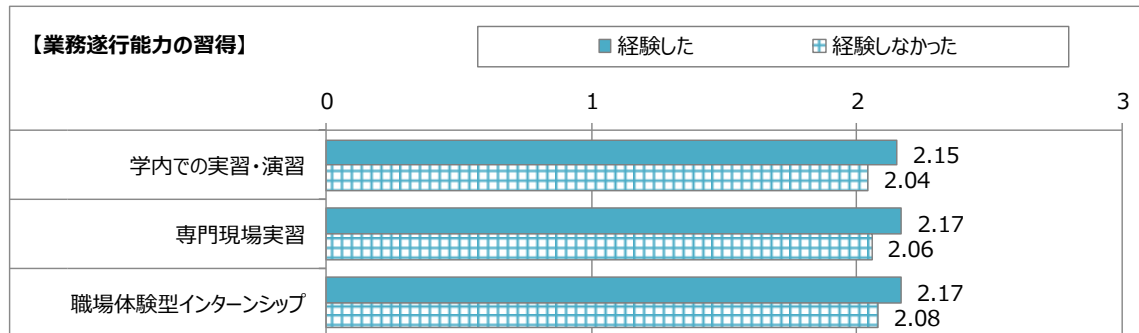 【業務遂行能力の習得】
経験した 経験しなかった
0 1 2 3
学内での実習・演習 2.15
2.04
専門現場実習 2.17
2.06
職場体験型インターンシップ 2.17
2.08